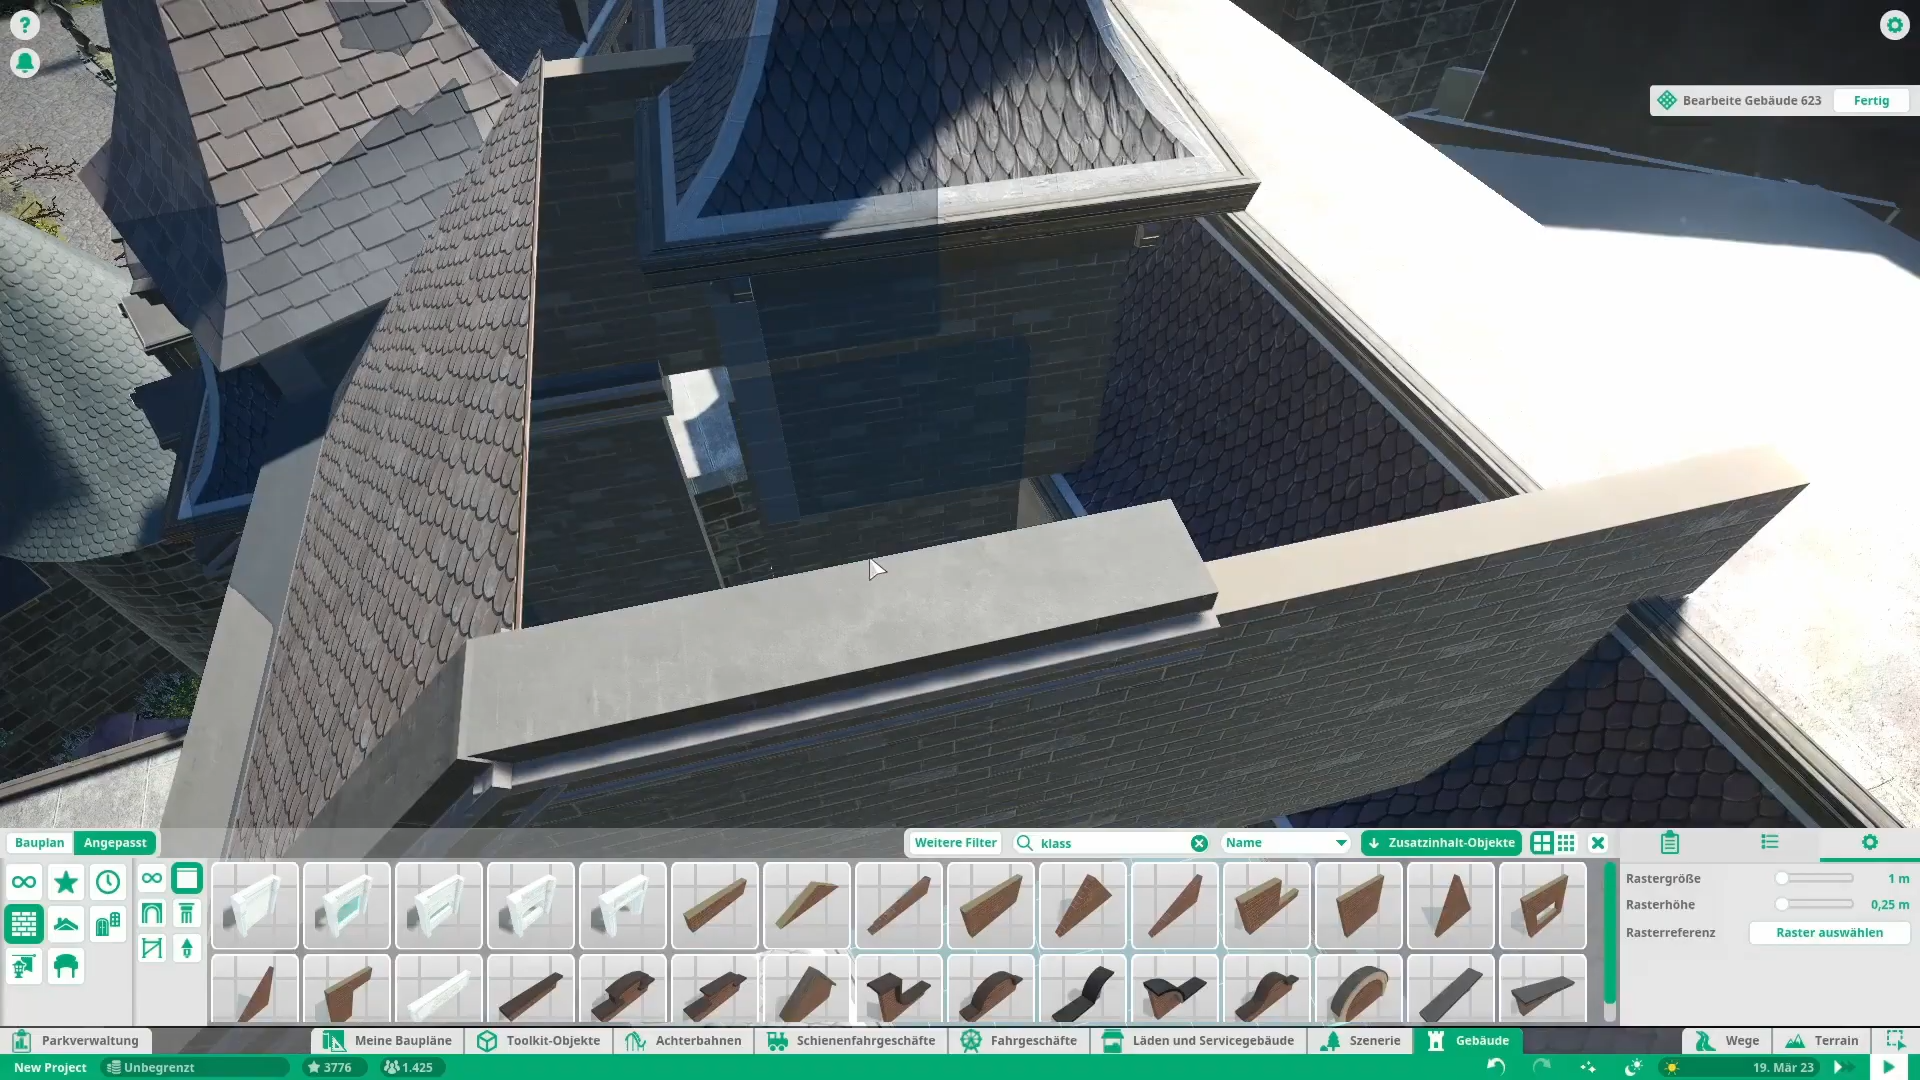 Bearbeite Gebäude 623
Fertig
Bauplan
Angepasst
Weitere Filter
klass
Name
Zusatzinhalt-Objekte
Rastergröße
1 m
Rasterhöhe
0,25 m
Rasterreferenz
Raster auswählen
Parkverwaltung
Meine Baupläne
Toolkit-Objekte
Achterbahnen
Schienenfahrgeschäfte
Fahrgeschäfte
Läden und Servicegebäude
Szenerie
Gebäude
Wege
Terrain
New Project
Unbegrenzt
3776
1.425
19. Mär 23